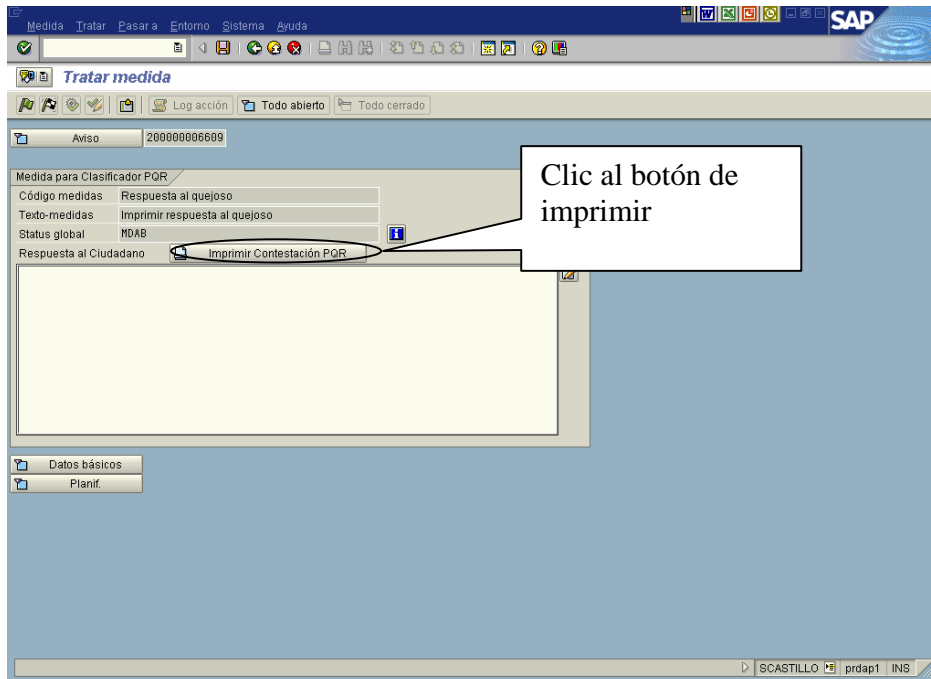 Medida Tratar Pasar a Entorno Sistema Ayuda
SAP
Tratar medida
Log acción Todo abierto Todo cerrado
Aviso 200000006609
Medida para Clasificador PQR
Código medidas Respuesta al quejoso
Texto-medidas Imprimir respuesta al quejoso
Status global MDAB
Respuesta al Ciudadano Imprimir Contestación PQR
Clic al botón de
imprimir
Datos básicos
Planif.
SCASTILLO prdap1 INS